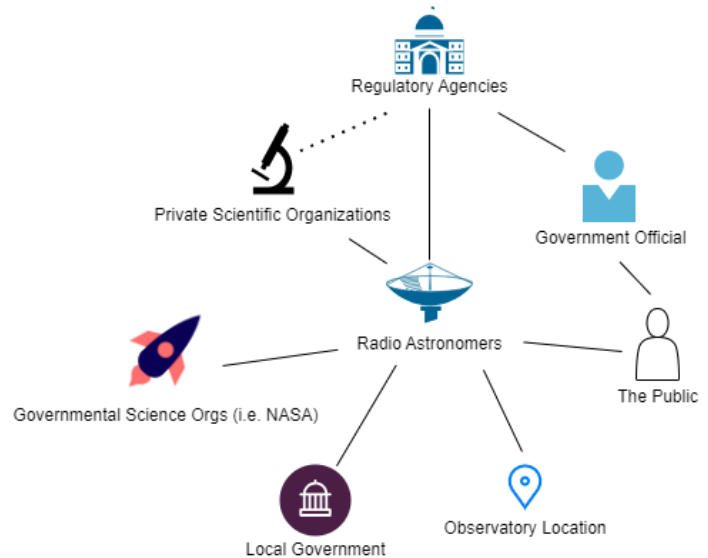 Regulatory Agencies
Private Scientific Organizations
Government Official
Radio Astronomers
The Public
Governmental Science Orgs (i.e. NASA)
Observatory Location
Local Government